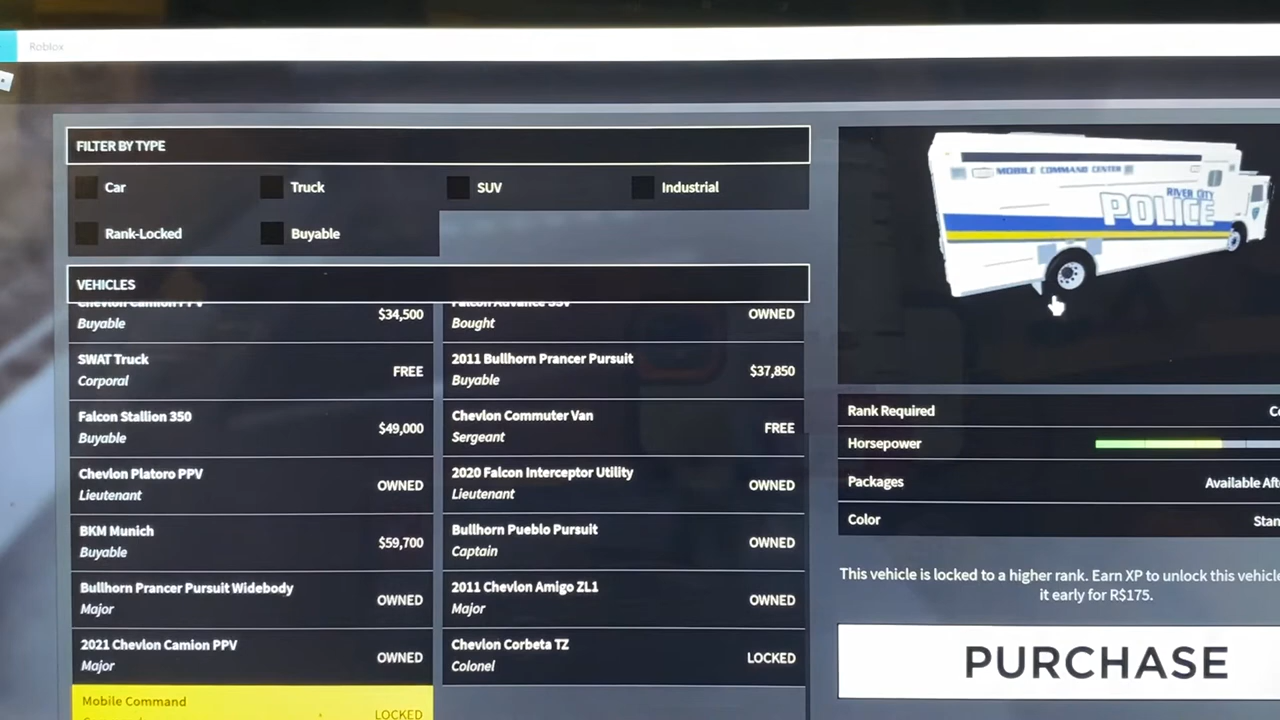 Roblox
FILTER BY TYPE
Car
Truck
SUV
Industrial
Rank-Locked
Buyable
VEHICLES
Chevlon Camion PPV
Buyable
$34,500
Bought
OWNED
SWAT Truck
Corporal
FREE
2011 Bullhorn Prancer Pursuit
Buyable
$37,850
Falcon Stallion 350
Buyable
$49,000
Chevlon Commuter Van
Sergeant
FREE
Chevlon Platoro PPV
Lieutenant
OWNED
2020 Falcon Interceptor Utility
Lieutenant
OWNED
BKM Munich
Buyable
$59,700
Bullhorn Pueblo Pursuit
Captain
OWNED
Bullhorn Prancer Pursuit Widebody
Major
OWNED
2011 Chevlon Amigo ZL1
Major
OWNED
2021 Chevlon Camion PPV
Major
OWNED
Chevlon Corbeta TZ
Colonel
LOCKED
Mobile Command
LOCKED
MOBILE COMMAND CENTER
RIVER CITY
POLICE
Rank Required
Horsepower
Packages
Available
Color
This vehicle is locked to a higher rank. Earn XP to unlock this vehicle
it early for R$175.
PURCHASE